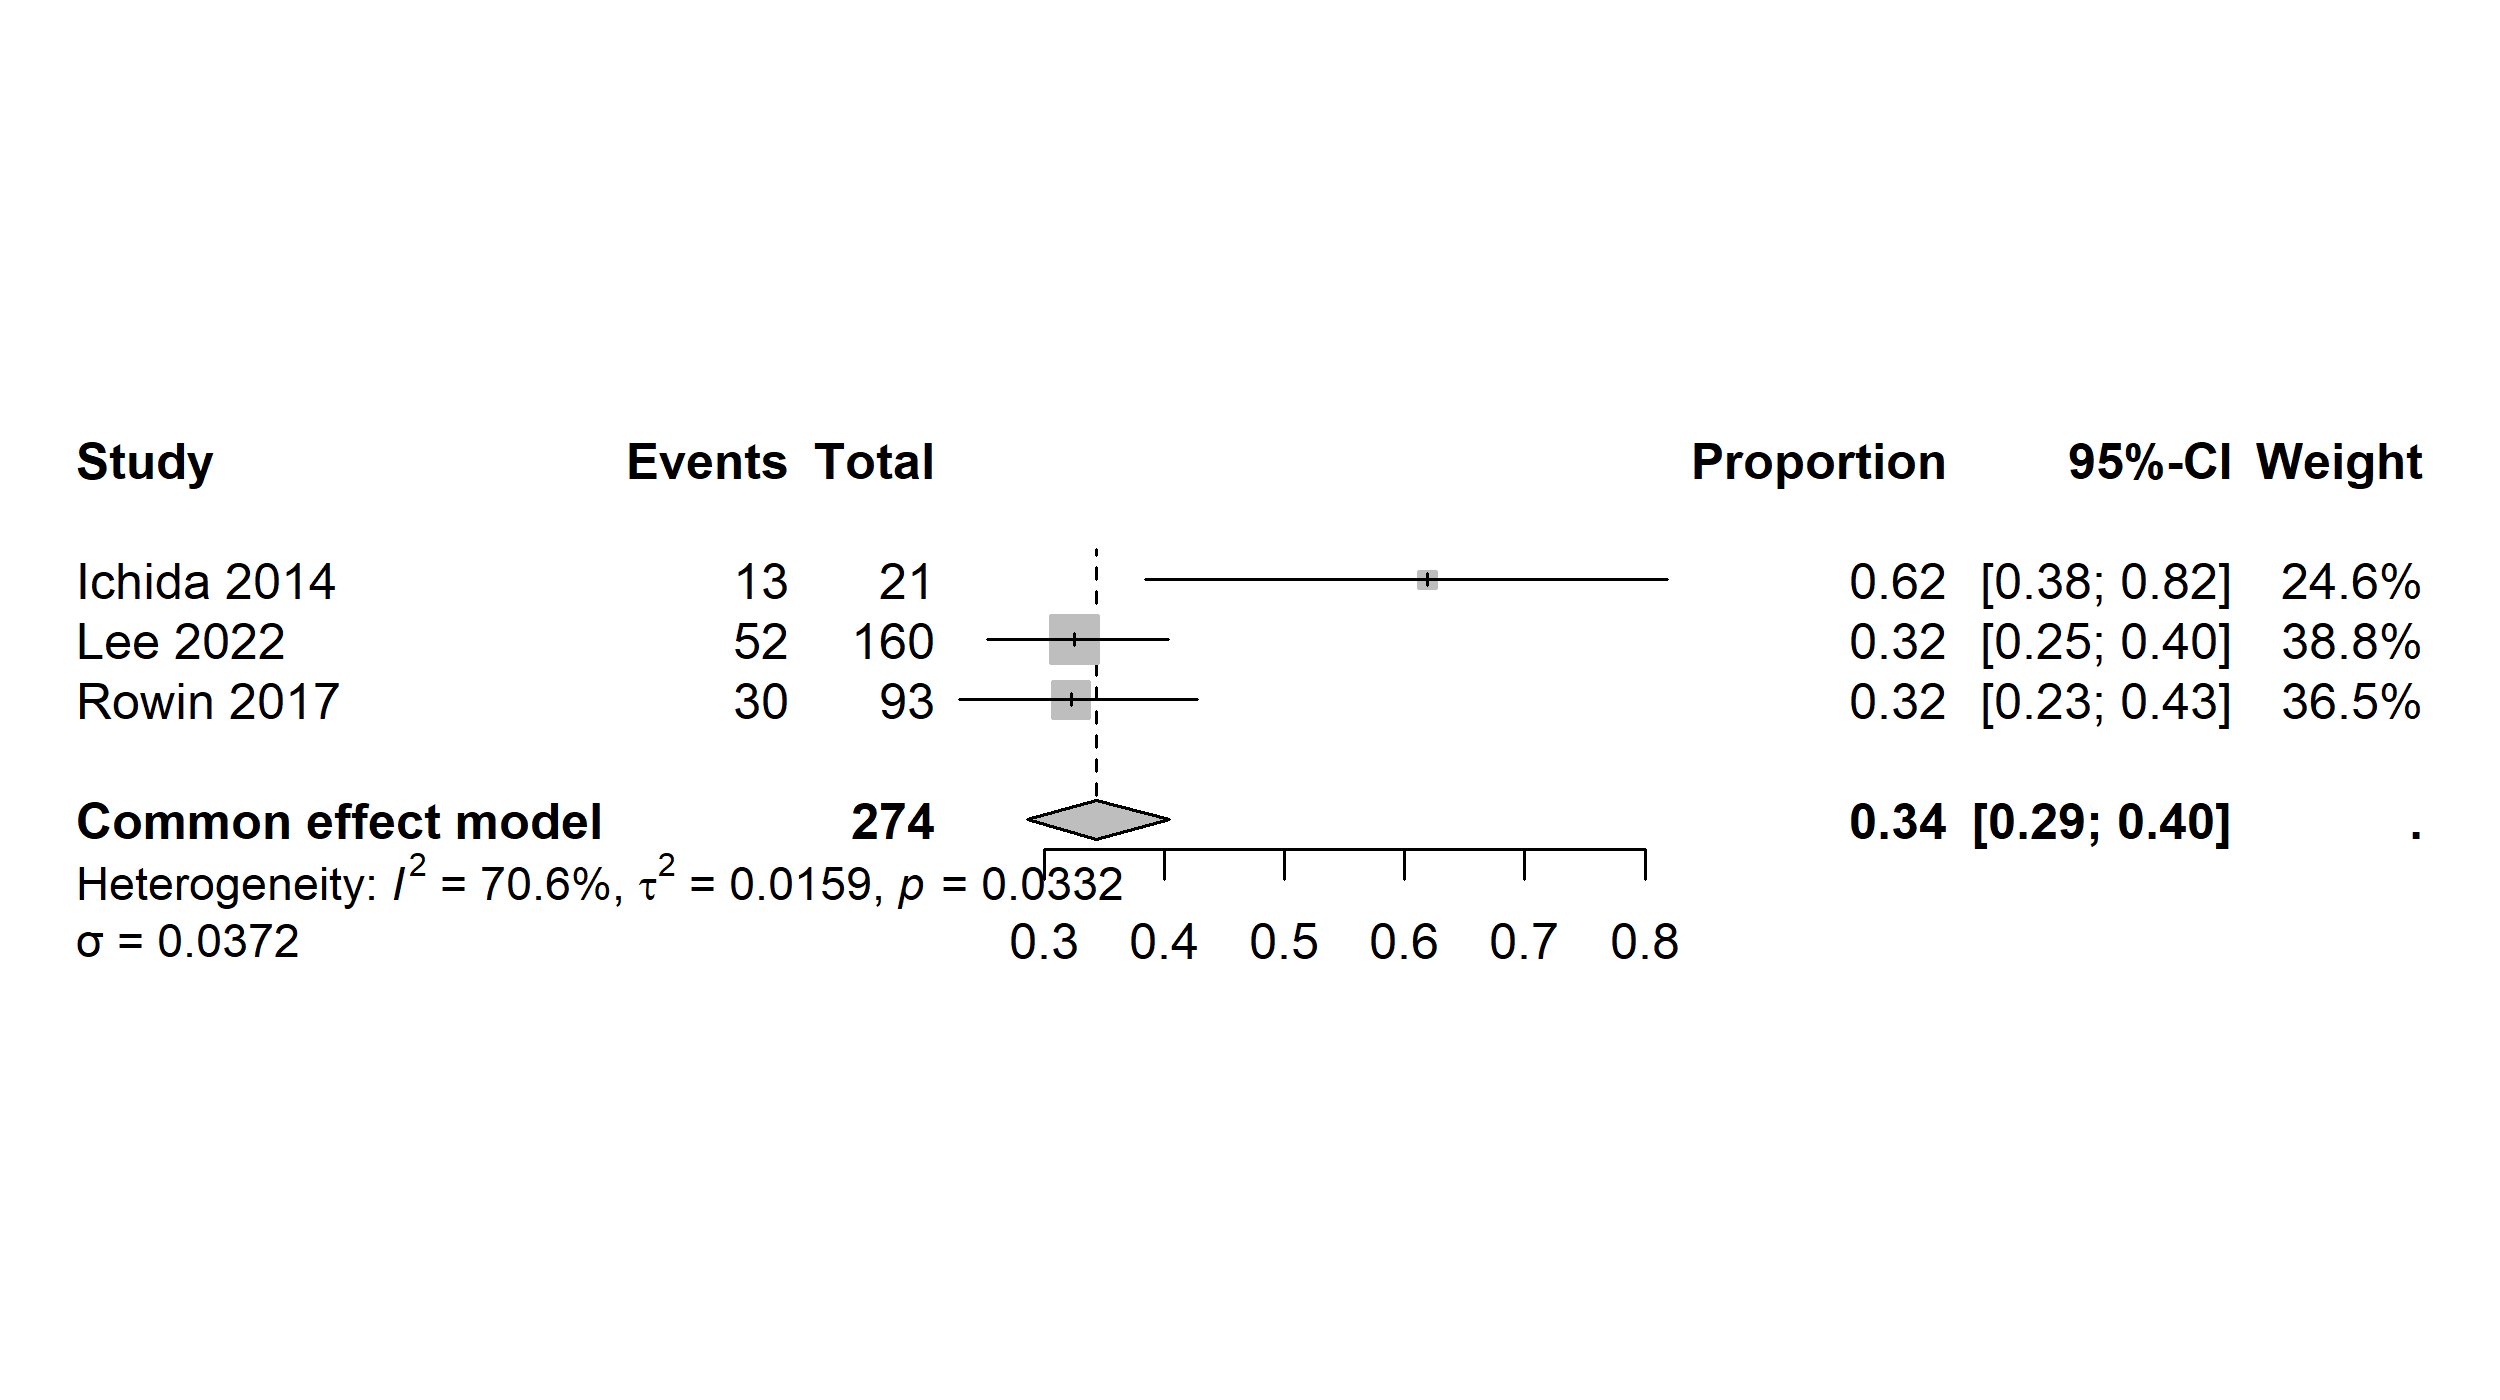 Study Events Total Proportion 95%-CI Weight
Ichida 2014 13 21 0.62 [0.38; 0.82] 24.6%
Lee 2022 52 160 0.32 [0.25; 0.40] 38.8%
Rowin 2017 30 93 0.32 [0.23; 0.43] 36.5%
Common effect model 274 0.34 [0.29; 0.40] .
Heterogeneity: I² = 70.6%, τ² = 0.0159, p = 0.0332
σ = 0.0372
0.3 0.4 0.5 0.6 0.7 0.8